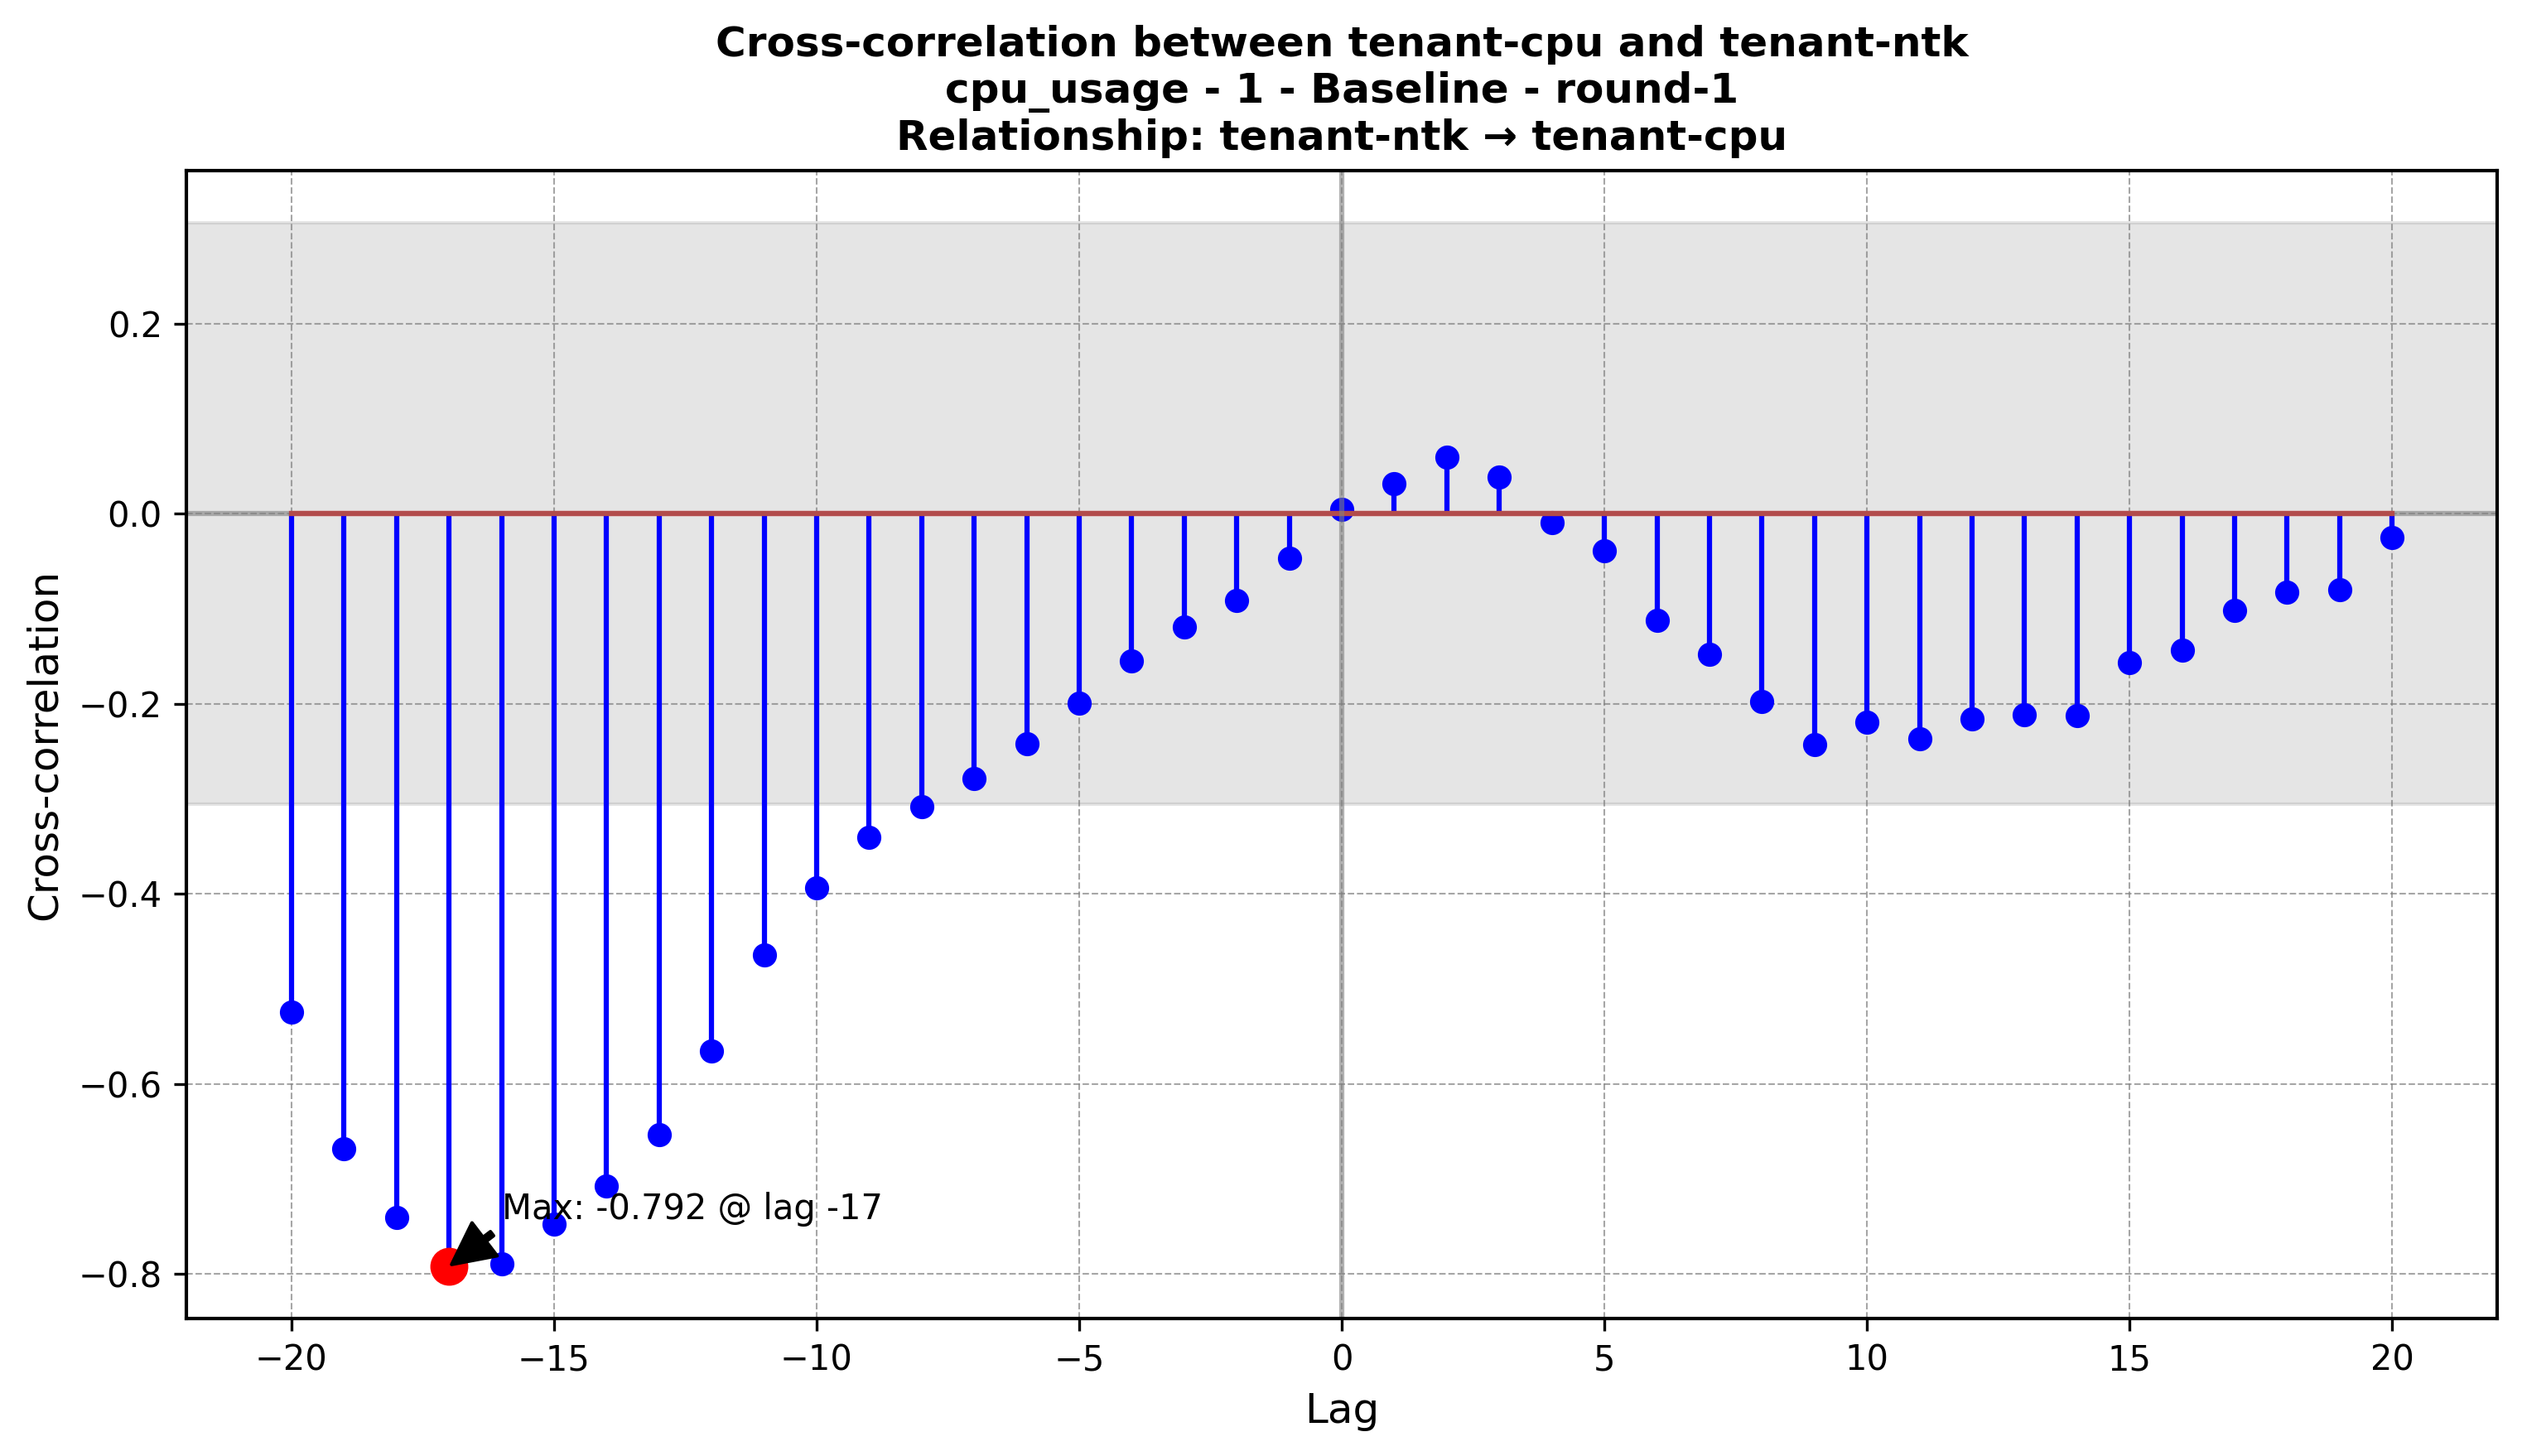 Cross-correlation between tenant-cpu and tenant-ntk
cpu_usage - 1 - Baseline - round-1
Relationship: tenant-ntk → tenant-cpu
Cross-correlation
0.2
0.0
−0.2
−0.4
−0.6
−0.8
Max: -0.792 @ lag -17
−20
−15
−10
−5
0
5
10
15
20
Lag